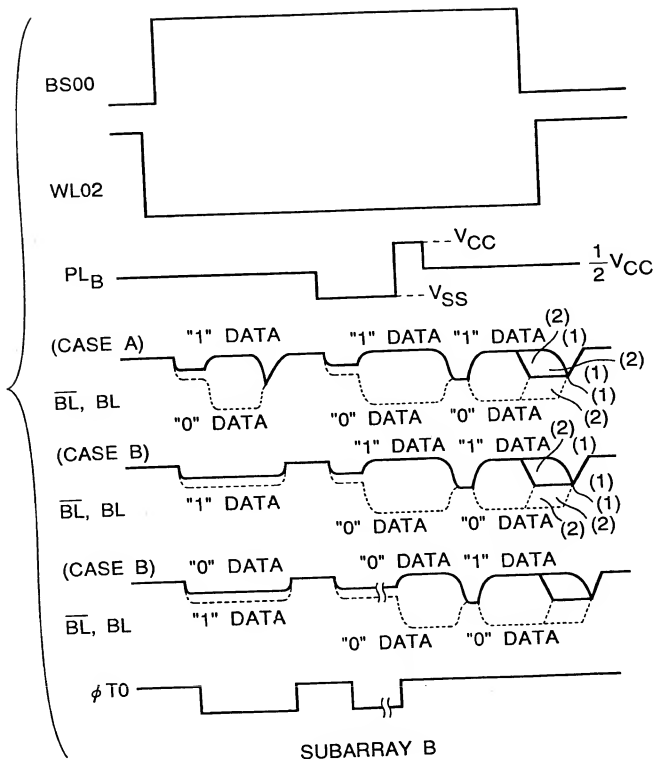 BS00
WL02
PL_B
V_CC
½ V_CC
V_SS
(CASE A)
"1" DATA
"1" DATA "1" DATA
(2)
(1)
(2)
(1)
(1)
(2)
B̅L̅, BL
"0" DATA
"0" DATA
"0" DATA
(CASE B)
"1" DATA "1" DATA
(2)
(1)
(1)
(1)
(2) (2)
B̅L̅, BL
"1" DATA
"0" DATA
"0" DATA
(CASE B)
"0" DATA
"0" DATA "1" DATA
B̅L̅, BL
"1" DATA
"0" DATA
"0" DATA
φT0
SUBARRAY B